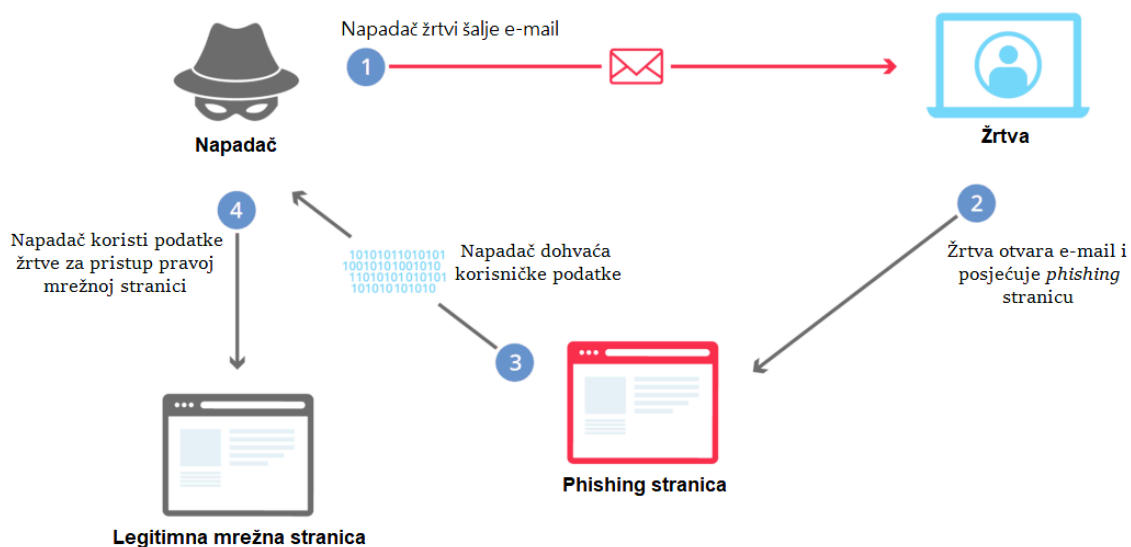 Napadač žrtvi šalje e-mail
1
Napadač
Žrtva
2
Žrtva otvara e-mail i
posjećuje phishing
stranicu
4
Napadač koristi podatke
žrtve za pristup pravoj
mrežnoj stranici
10101011010101
10010101001010
11010101010101
101010101010
Napadač dohvaća
korisničke podatke
3
Phishing stranica
Legitimna mrežna stranica